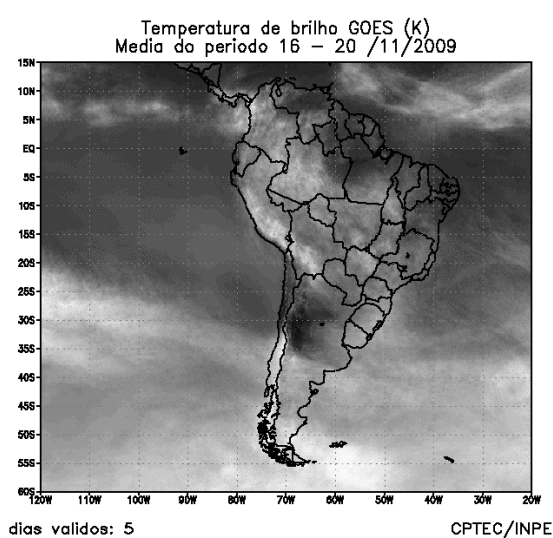 Temperatura de brilho GOES (K)
Media do periodo 16 - 20 /11/2009
15N
10N
5N
EQ
5S
10S
15S
20S
25S
30S
35S
40S
45S
50S
55S
60S
120W 110W 100W 90W 80W 70W 60W 50W 40W 30W 20W
dias validos: 5 CPTEC/INPE